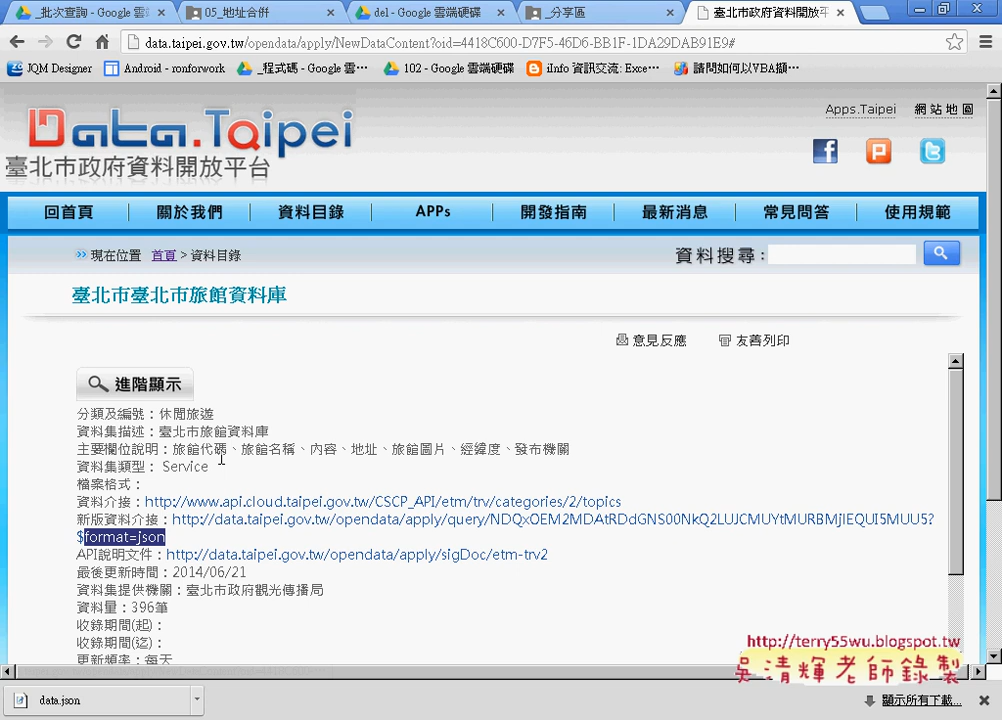 _批次查詢 - Google 雲端
05_地址合併
del - Google 雲端硬碟
_分享區
臺北市政府資料開放平
data.taipei.gov.tw/opendata/apply/NewDataContent?oid=4418C600-D7F5-46D6-BB1F-1DA29DAB91E9#
JQM Designer
Android - ronforwork
_程式碼 - Google 雲…
102 - Google 雲端硬碟
iInfo 資訊交流: Exce…
請問如何以VBA擷…
Data.Taipei
臺北市政府資料開放平台
Apps.Taipei 網站地圖
回首頁 關於我們 資料目錄 APPs 開發指南 最新消息 常見問答 使用規範
現在位置 首頁 > 資料目錄
資料搜尋：
臺北市臺北市旅館資料庫
意見反應 友善列印
進階顯示
分類及編號：休閒旅遊
資料集描述：臺北市旅館資料庫
主要欄位說明：旅館代碼、旅館名稱、內容、地址、旅館圖片、經緯度、發布機關
資料集類型： Service
檔案格式：
資料介接：http://www.api.cloud.taipei.gov.tw/CSCP_API/etm/trv/categories/2/topics
新版資料介接：http://data.taipei.gov.tw/opendata/apply/query/NDQxOEM2MDAtRDdGNS00NkQ2LUJCMUYtMURBMjlEQUI5MUU5?
$format=json
API說明文件：http://data.taipei.gov.tw/opendata/apply/sigDoc/etm-trv2
最後更新時間：2014/06/21
資料集提供機關：臺北市政府觀光傳播局
資料量：396筆
收錄期間(起)：
收錄期間(迄)：
更新頻率：每天
http://terry55wu.blogspot.tw
吳清輝老師錄製
data.json
顯示所有下載...